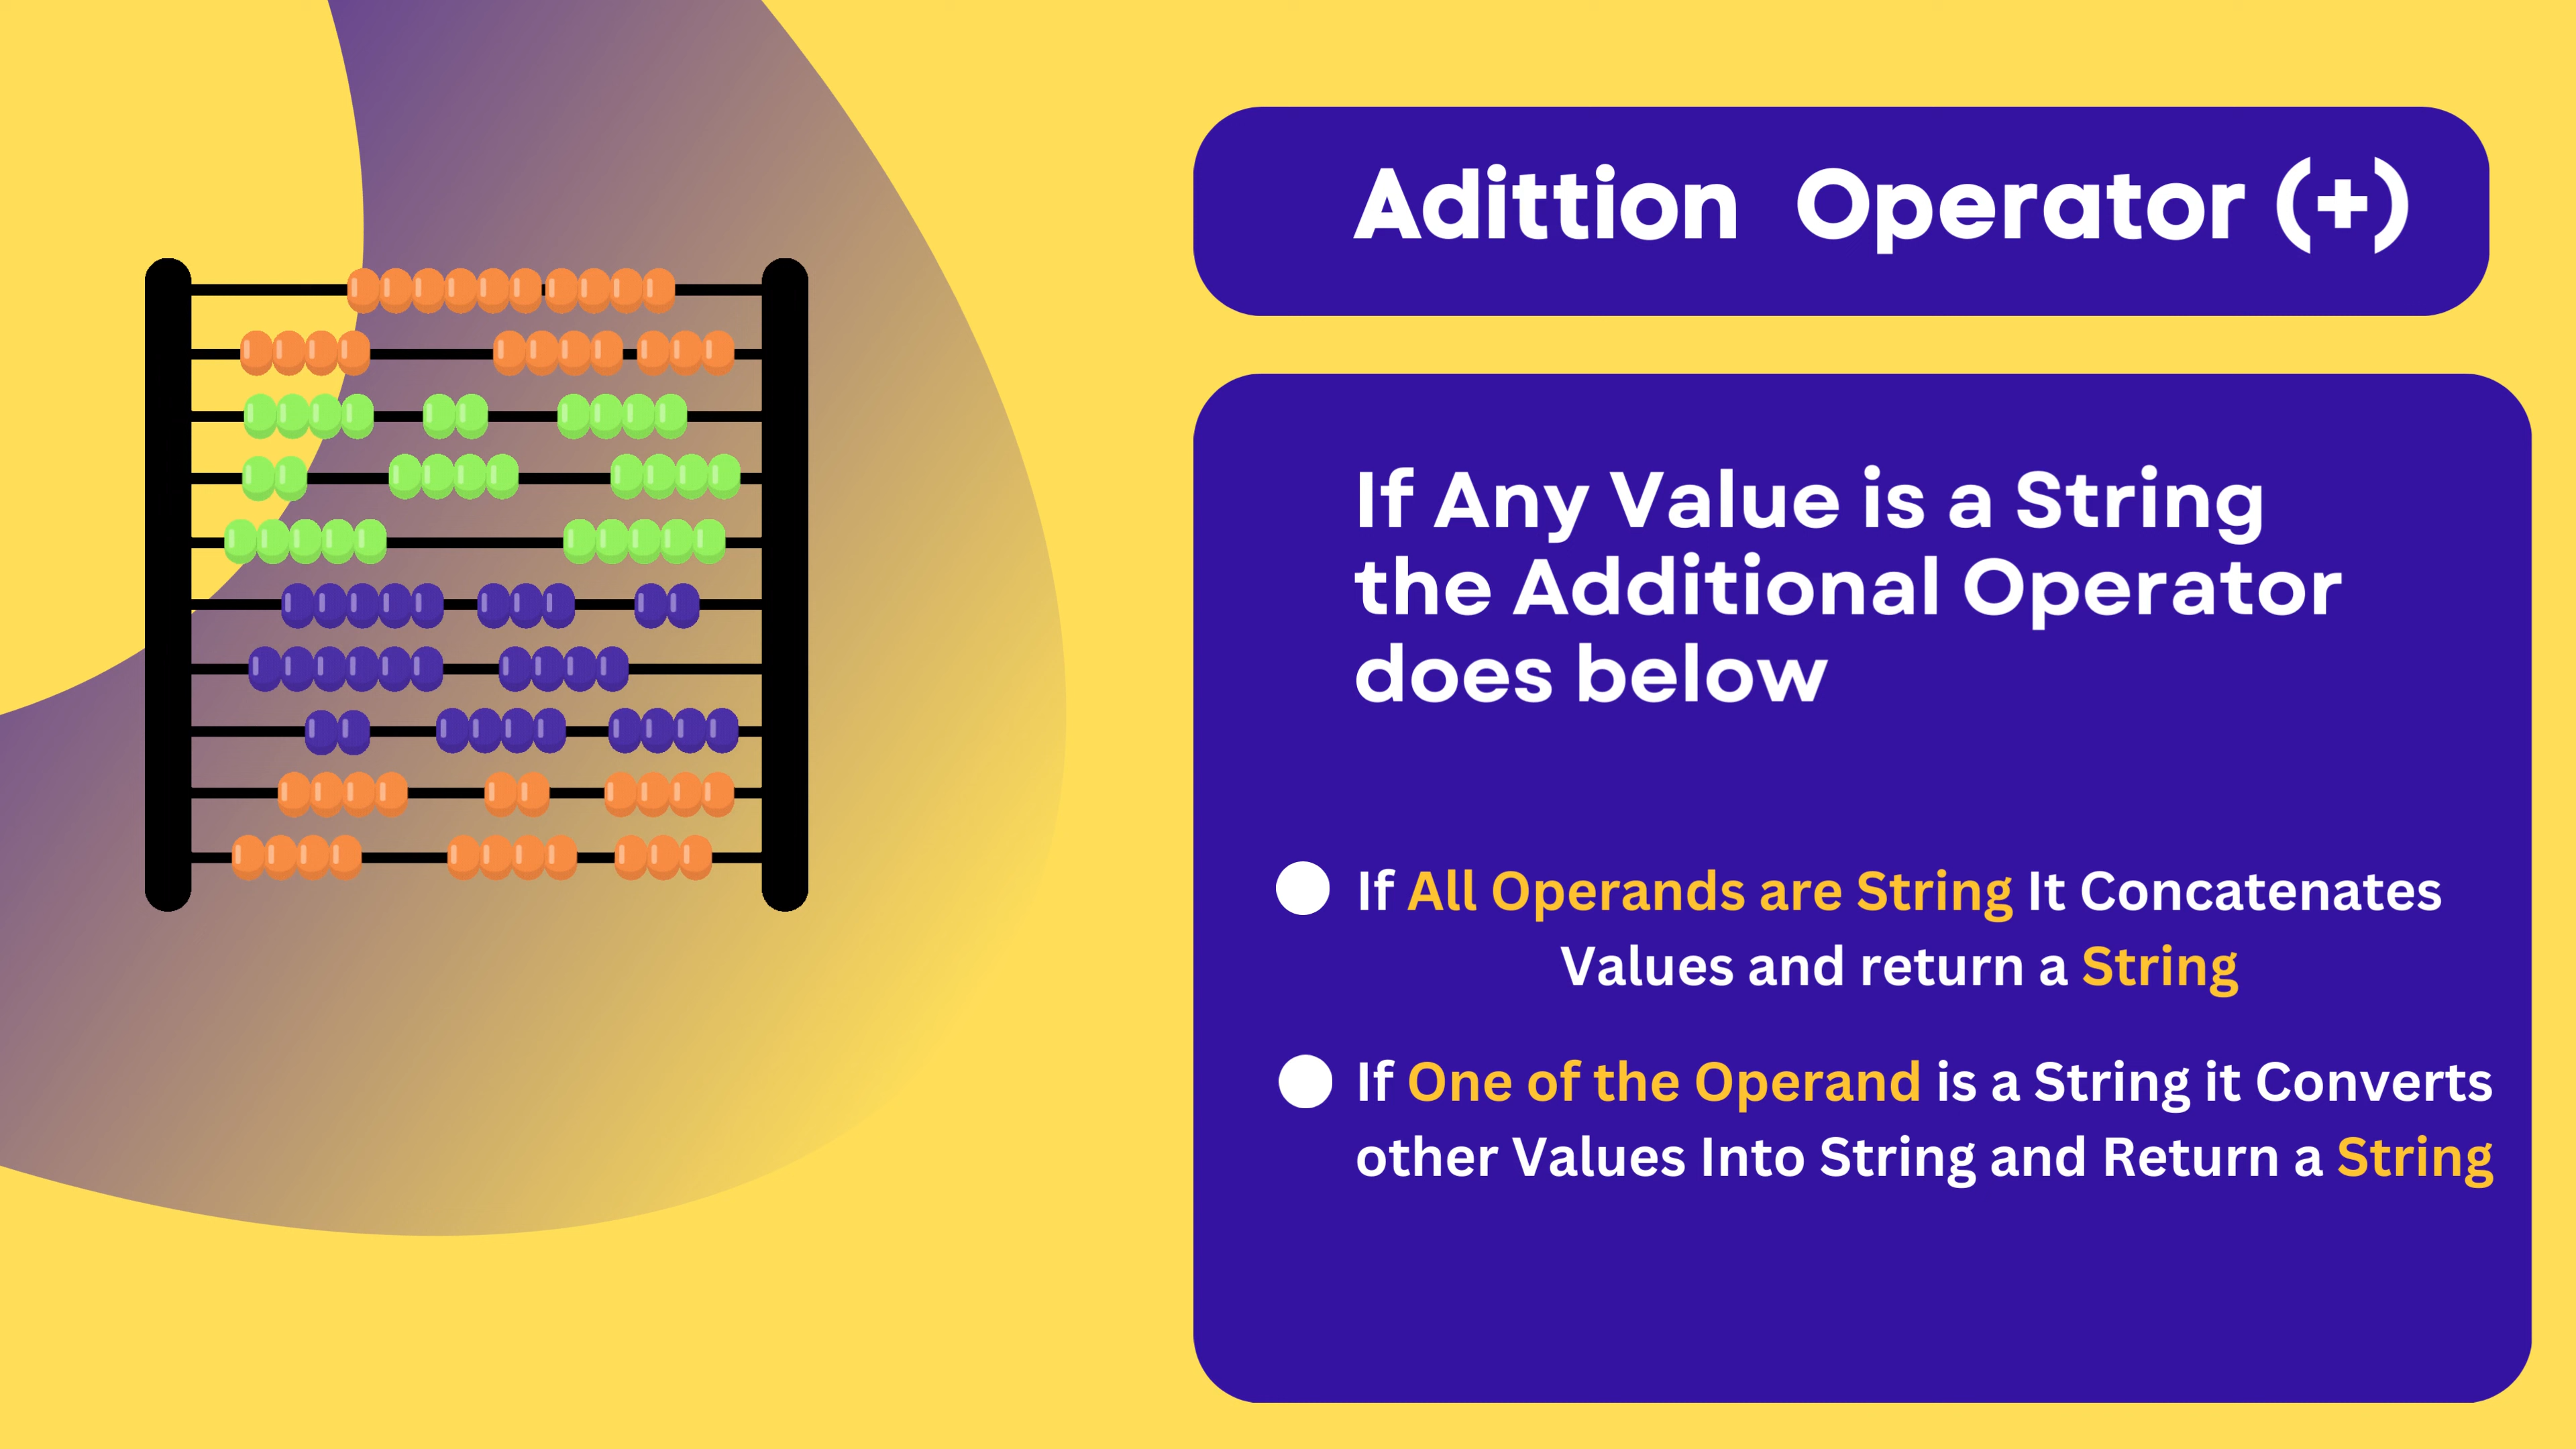 Adittion Operator (+)
If Any Value is a String
the Additional Operator
does below
If All Operands are String It Concatenates
Values and return a String
If One of the Operand is a String it Converts
other Values Into String and Return a String